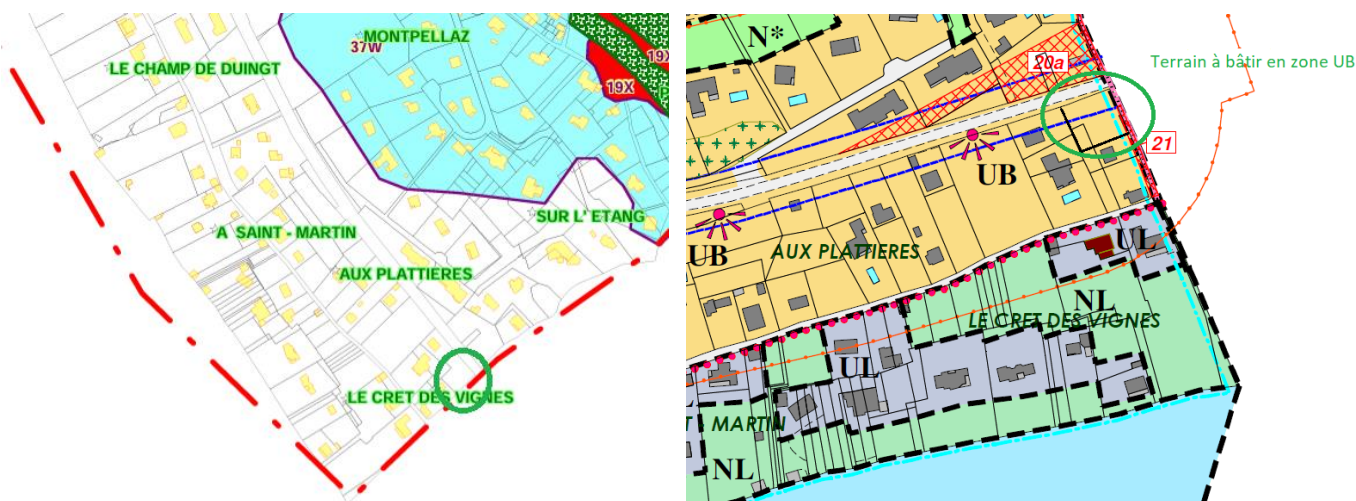 MONTPELLAZ
37W
19X
LE CHAMP DE DUINGT
19X
SUR L' ETANG
A SAINT - MARTIN
AUX PLATTIERES
LE CRET DES VIGNES
N*
20a
Terrain à bâtir en zone UB
21
UB
UB
AUX PLATTIERES
UL
NL
LE CRET DES VIGNES
UL
T MARTIN
NL